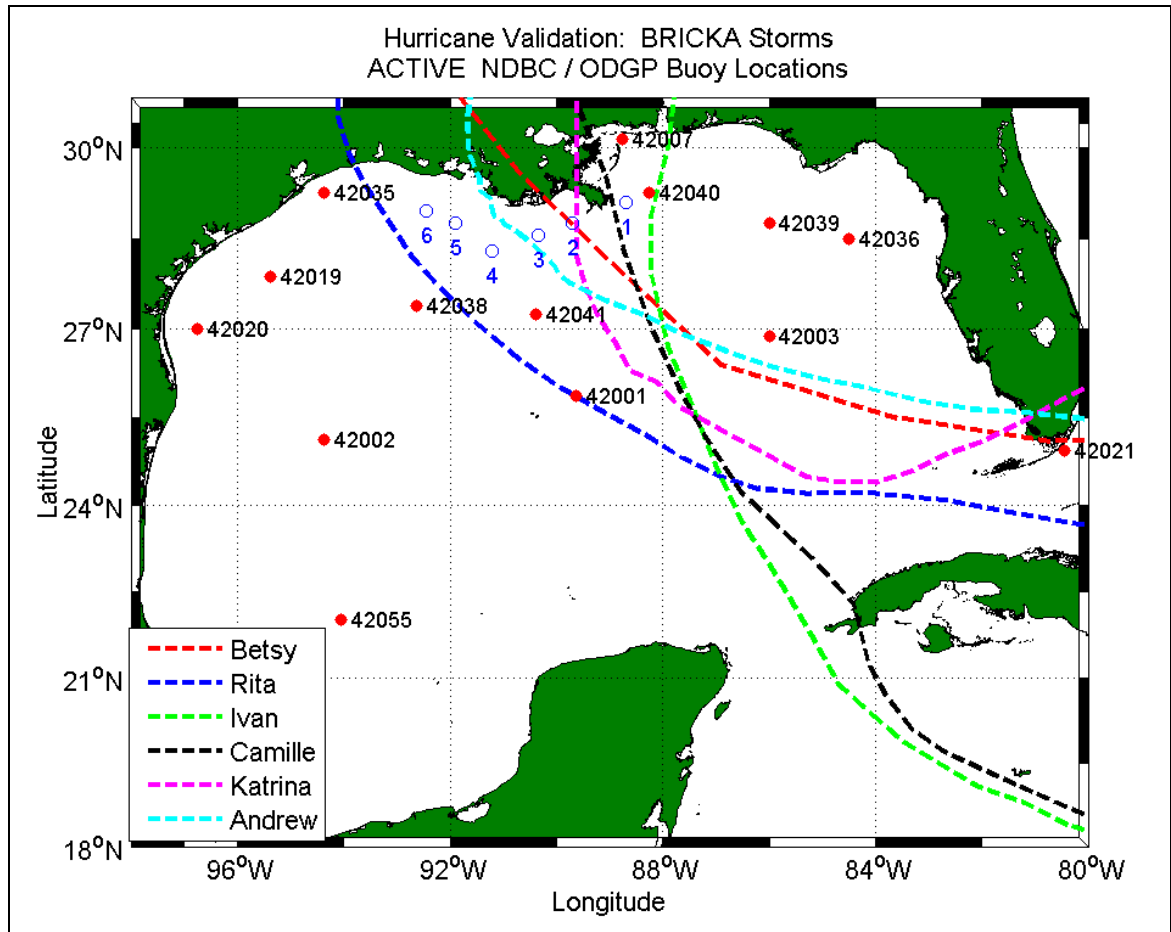 Hurricane Validation:  BRICKA Storms
ACTIVE  NDBC / ODGP Buoy Locations
30°N
27°N
24°N
21°N
18°N
Latitude
42007
42035
42040
42039
42036
1
2
3
4
5
6
42019
42038
42041
42020
42003
42001
42002
42021
42055
Betsy
Rita
Ivan
Camille
Katrina
Andrew
96°W
92°W
88°W
84°W
80°W
Longitude